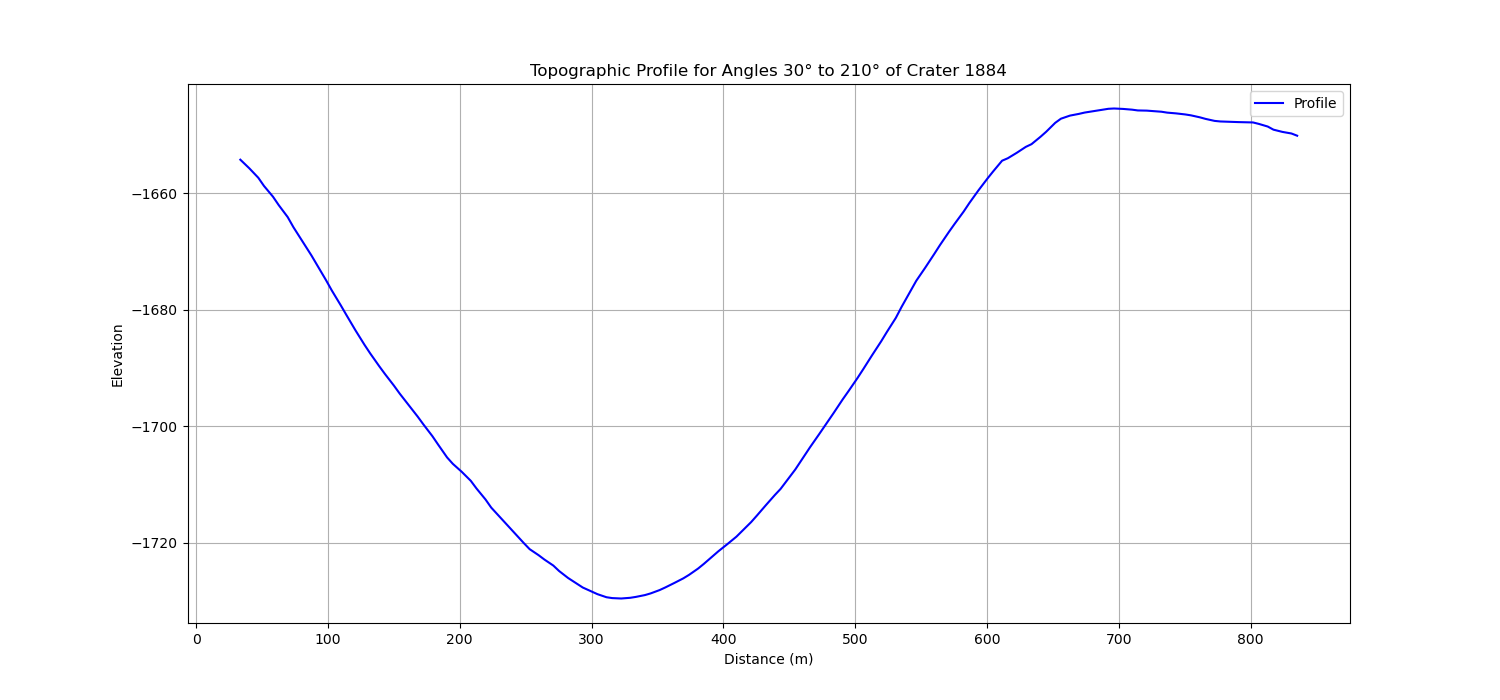 Topographic Profile for Angles 30° to 210° of Crater 1884
Profile
Elevation
−1660
−1680
−1700
−1720
0 100 200 300 400 500 600 700 800
Distance (m)